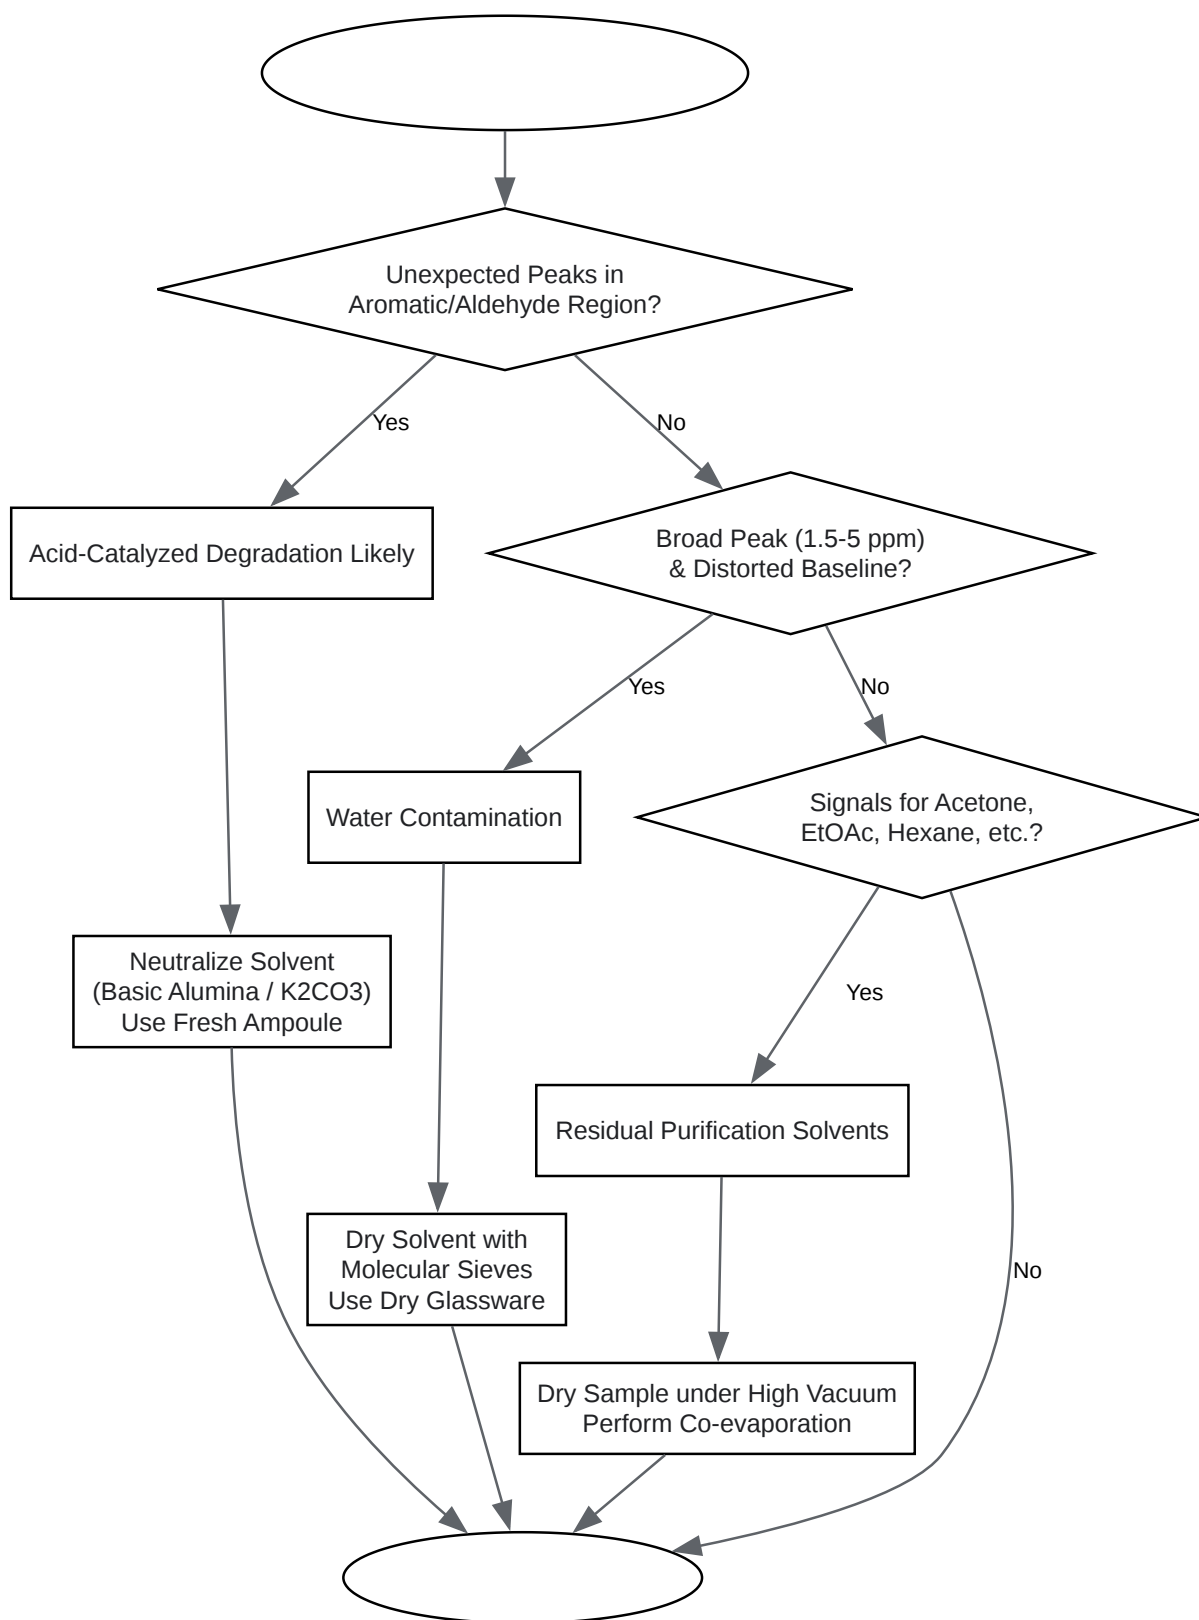 Unexpected Peaks in
Aromatic/Aldehyde Region?
Yes
No
Acid-Catalyzed Degradation Likely
Broad Peak (1.5-5 ppm)
& Distorted Baseline?
Yes
No
Water Contamination
Signals for Acetone,
EtOAc, Hexane, etc.?
Neutralize Solvent
(Basic Alumina / K2CO3)
Use Fresh Ampoule
Yes
Residual Purification Solvents
Dry Solvent with
Molecular Sieves
Use Dry Glassware
No
Dry Sample under High Vacuum
Perform Co-evaporation